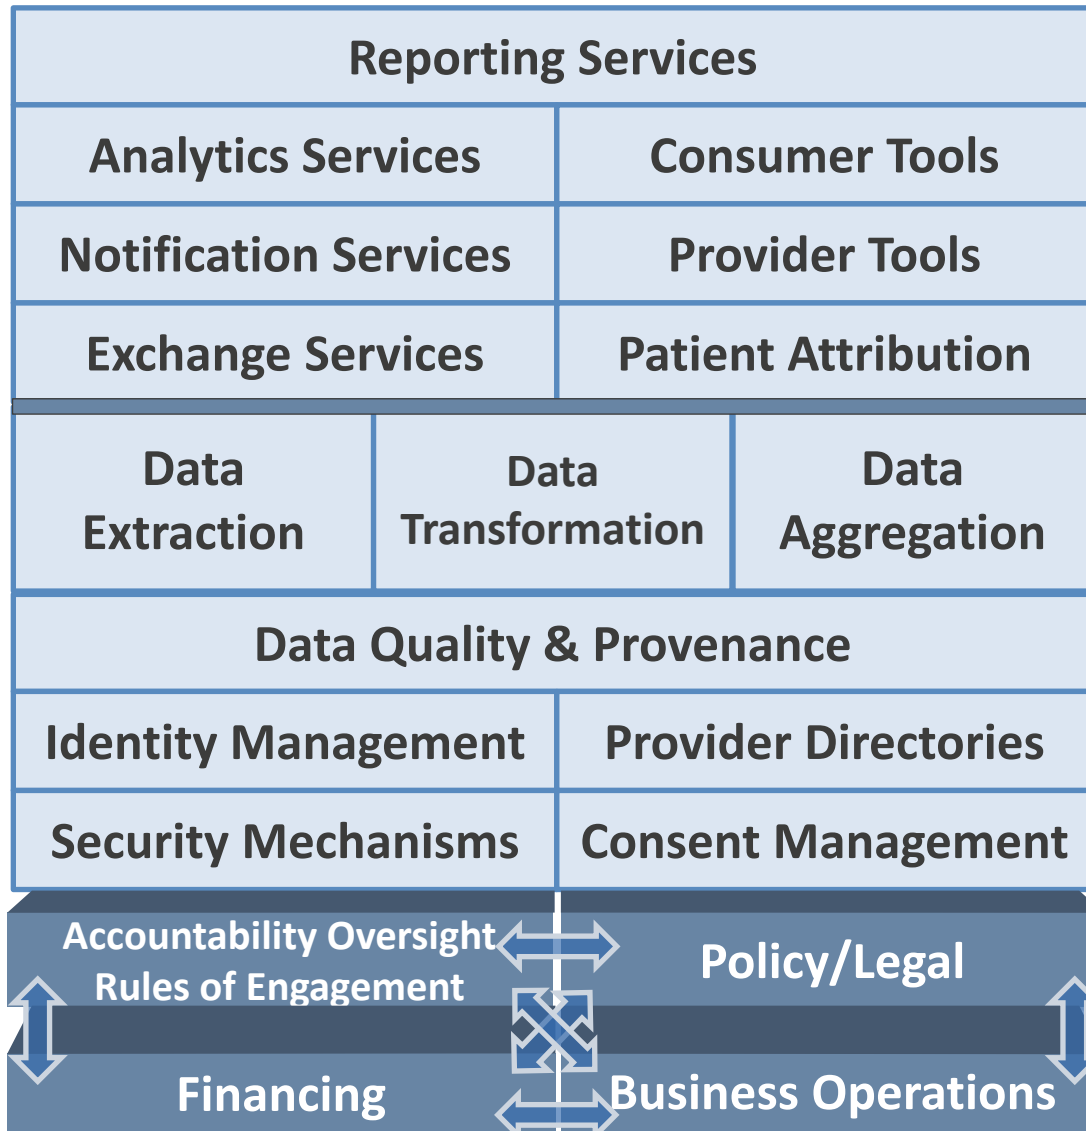 Reporting Services
Analytics Services
Consumer Tools
Notification Services
Provider Tools
Exchange Services
Patient Attribution
Data
Extraction
Data
Transformation
Data
Aggregation
Data Quality & Provenance
Identity Management
Provider Directories
Security Mechanisms
Consent Management
Accountability Oversight
Rules of Engagement
Policy/Legal
Financing
Business Operations